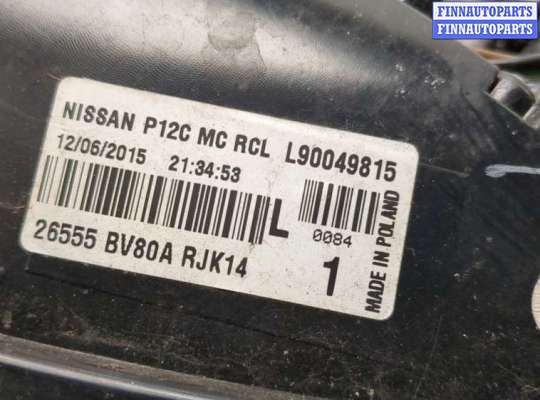 FINNAUTOPARTS
FINNAUTOPARTS
NISSAN P12C MC RCL L90049815
12/06/2015 21:34:53
L
0084
26555 BV80A RJK14
1
MADE IN POLAND